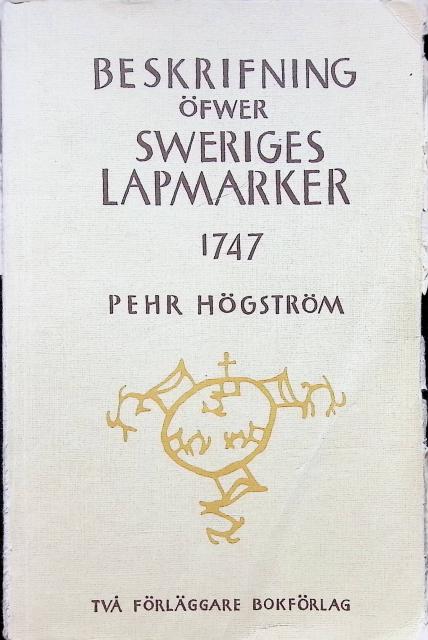 BESKRIFNING
ÖFWER
SWERIGES
LAPMARKER
1747
PEHR HÖGSTRÖM
TVÅ FÖRLÄGGARE BOKFÖRLAG